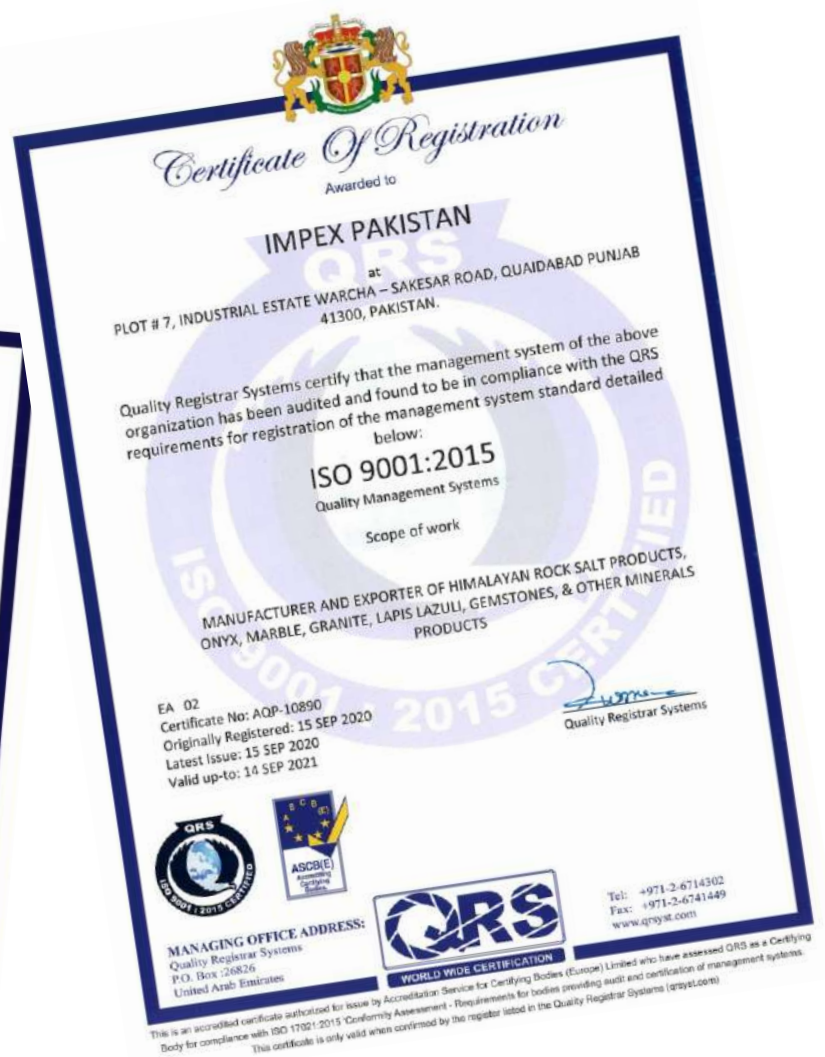 Certificate Of Registration
Awarded to
IMPEX PAKISTAN
at
PLOT # 7, INDUSTRIAL ESTATE WARCHA – SAKESAR ROAD, QUAIDABAD PUNJAB
41300, PAKISTAN.
Quality Registrar Systems certify that the management system of the above
organization has been audited and found to be in compliance with the QRS
requirements for registration of the management system standard detailed
below:
ISO 9001:2015
Quality Management Systems
Scope of work
MANUFACTURER AND EXPORTER OF HIMALAYAN ROCK SALT PRODUCTS,
ONYX, MARBLE, GRANITE, LAPIS LAZULI, GEMSTONES, & OTHER MINERALS
PRODUCTS
EA 02
Certificate No: AQP-10890
Originally Registered: 15 SEP 2020
Latest Issue: 15 SEP 2020
Valid up-to: 14 SEP 2021
Quality Registrar Systems
QRS
ISO 9001 : 2015 CERTIFIED
QRS
ISO 9001 : 2015 CERTIFIED
A S C B (E)
ASCB(E)
Accrediting
Certifying
Bodies
MANAGING OFFICE ADDRESS:
Quality Registrar Systems
P.O. Box :26826
United Arab Emirates
QRS
WORLD WIDE CERTIFICATION
Tel: +971-2-6714302
Fax: +971-2-6741449
www.qrsyst.com
This is an accredited certificate authorized for issue by Accreditation Service for Certifying Bodies (Europe) Limited who have assessed QRS as a Certifying
Body for compliance with ISO 17021:2015 'Conformity Assessment - Requirements for bodies providing audit and certification of management systems.
This certificate is only valid when confirmed by the register listed in the Quality Registrar Systems (qrsyst.com)